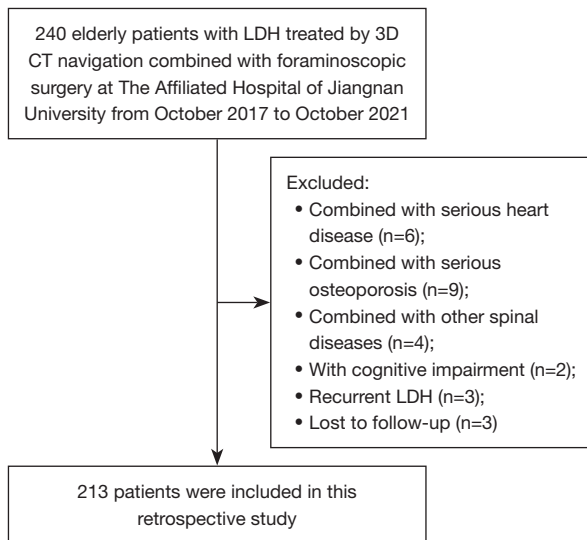 240 elderly patients with LDH treated by 3D
CT navigation combined with foraminoscopic
surgery at The Affiliated Hospital of Jiangnan
University from October 2017 to October 2021
Excluded:
• Combined with serious heart
disease (n=6);
• Combined with serious
osteoporosis (n=9);
• Combined with other spinal
diseases (n=4);
• With cognitive impairment (n=2);
• Recurrent LDH (n=3);
• Lost to follow-up (n=3)
213 patients were included in this
retrospective study